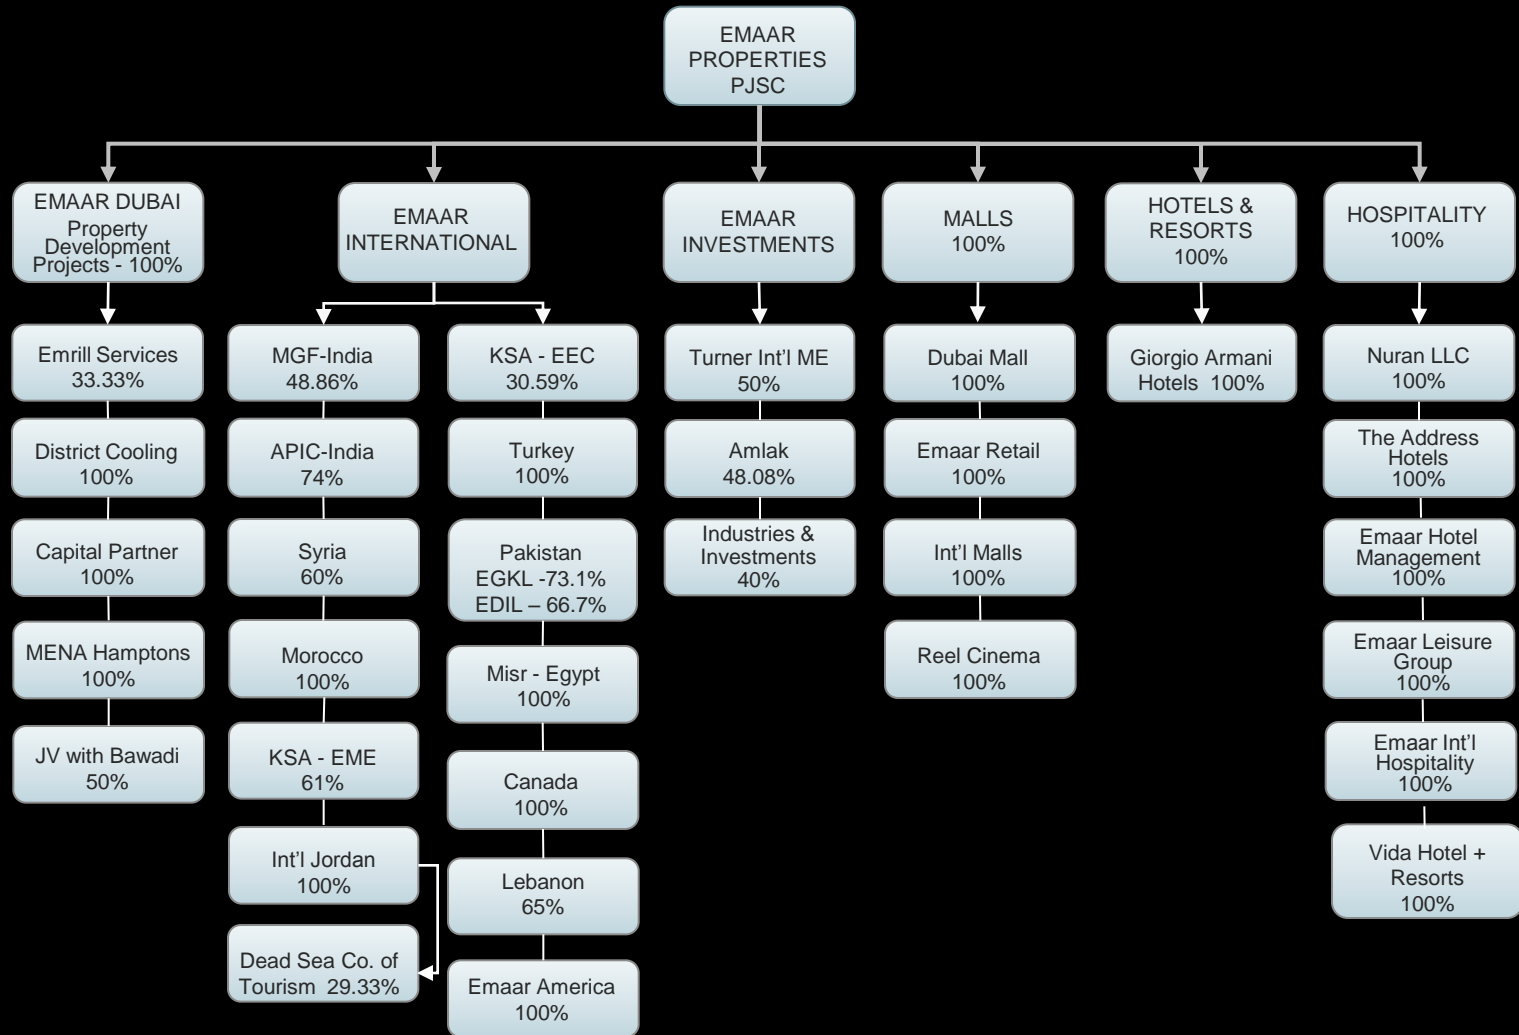 EMAAR
PROPERTIES
PJSC
EMAAR DUBAI
Property
Development
Projects - 100%
EMAAR
INTERNATIONAL
EMAAR
INVESTMENTS
MALLS
100%
HOTELS &
RESORTS
100%
HOSPITALITY
100%
Emrill Services
33.33%
District Cooling
100%
Capital Partner
100%
MENA Hamptons
100%
JV with Bawadi
50%
MGF-India
48.86%
APIC-India
74%
Syria
60%
Morocco
100%
KSA - EME
61%
Int'l Jordan
100%
Dead Sea Co. of
Tourism 29.33%
KSA - EEC
30.59%
Turkey
100%
Pakistan
EGKL -73.1%
EDIL – 66.7%
Misr - Egypt
100%
Canada
100%
Lebanon
65%
Emaar America
100%
Turner Int'l ME
50%
Amlak
48.08%
Industries &
Investments
40%
Dubai Mall
100%
Emaar Retail
100%
Int'l Malls
100%
Reel Cinema
100%
Giorgio Armani
Hotels 100%
Nuran LLC
100%
The Address
Hotels
100%
Emaar Hotel
Management
100%
Emaar Leisure
Group
100%
Emaar Int'l
Hospitality
100%
Vida Hotel +
Resorts
100%